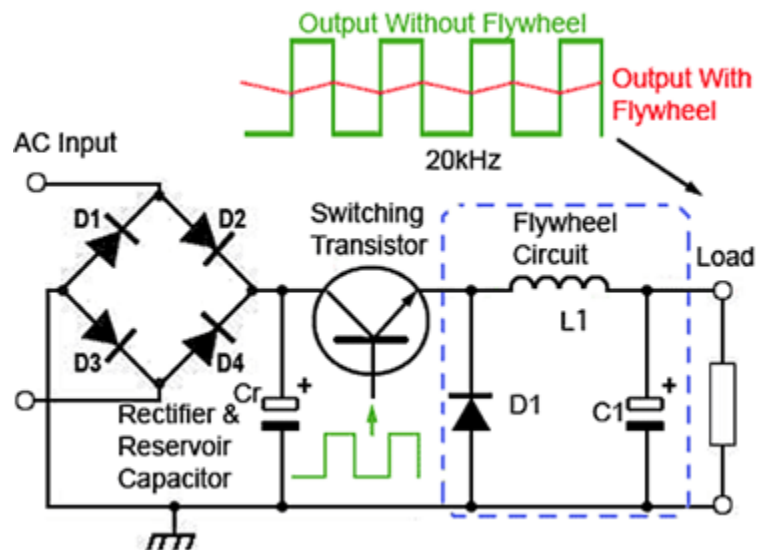 Output Without Flywheel
Output With
Flywheel
20kHz
AC Input
D1
D2
D3
D4
Switching
Transistor
Flywheel
Circuit
Load
L1
Cr
+
D1
C1
+
Rectifier &
Reservoir
Capacitor